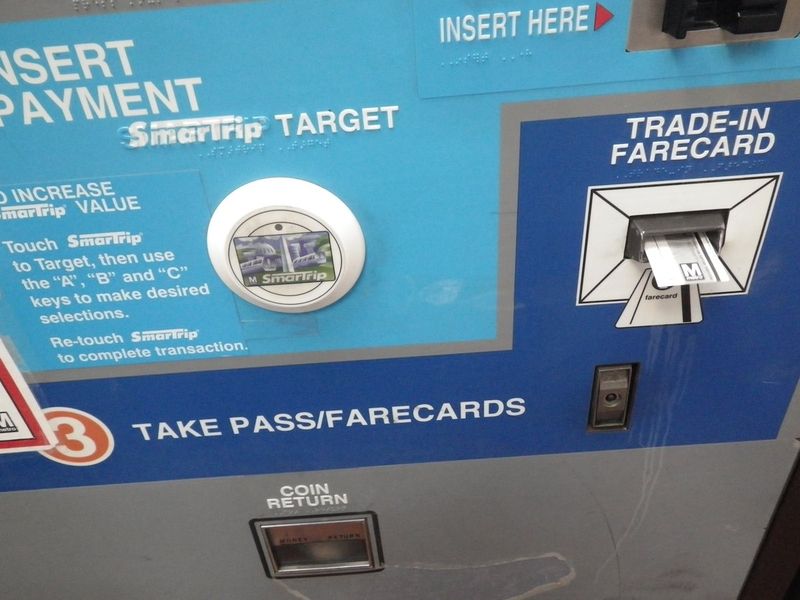 INSERT HERE
NSERT
PAYMENT
SmarTrip TARGET
TRADE-IN
FARECARD
O INCREASE
SmarTrip VALUE
Touch SmarTrip
to Target, then use
the "A", "B" and "C"
keys to make desired
selections.
Re-touch SmarTrip
to complete transaction.
M SmarTrip
M
farecard
M
metro
3 TAKE PASS/FARECARDS
COIN
RETURN
MONEY RETURN